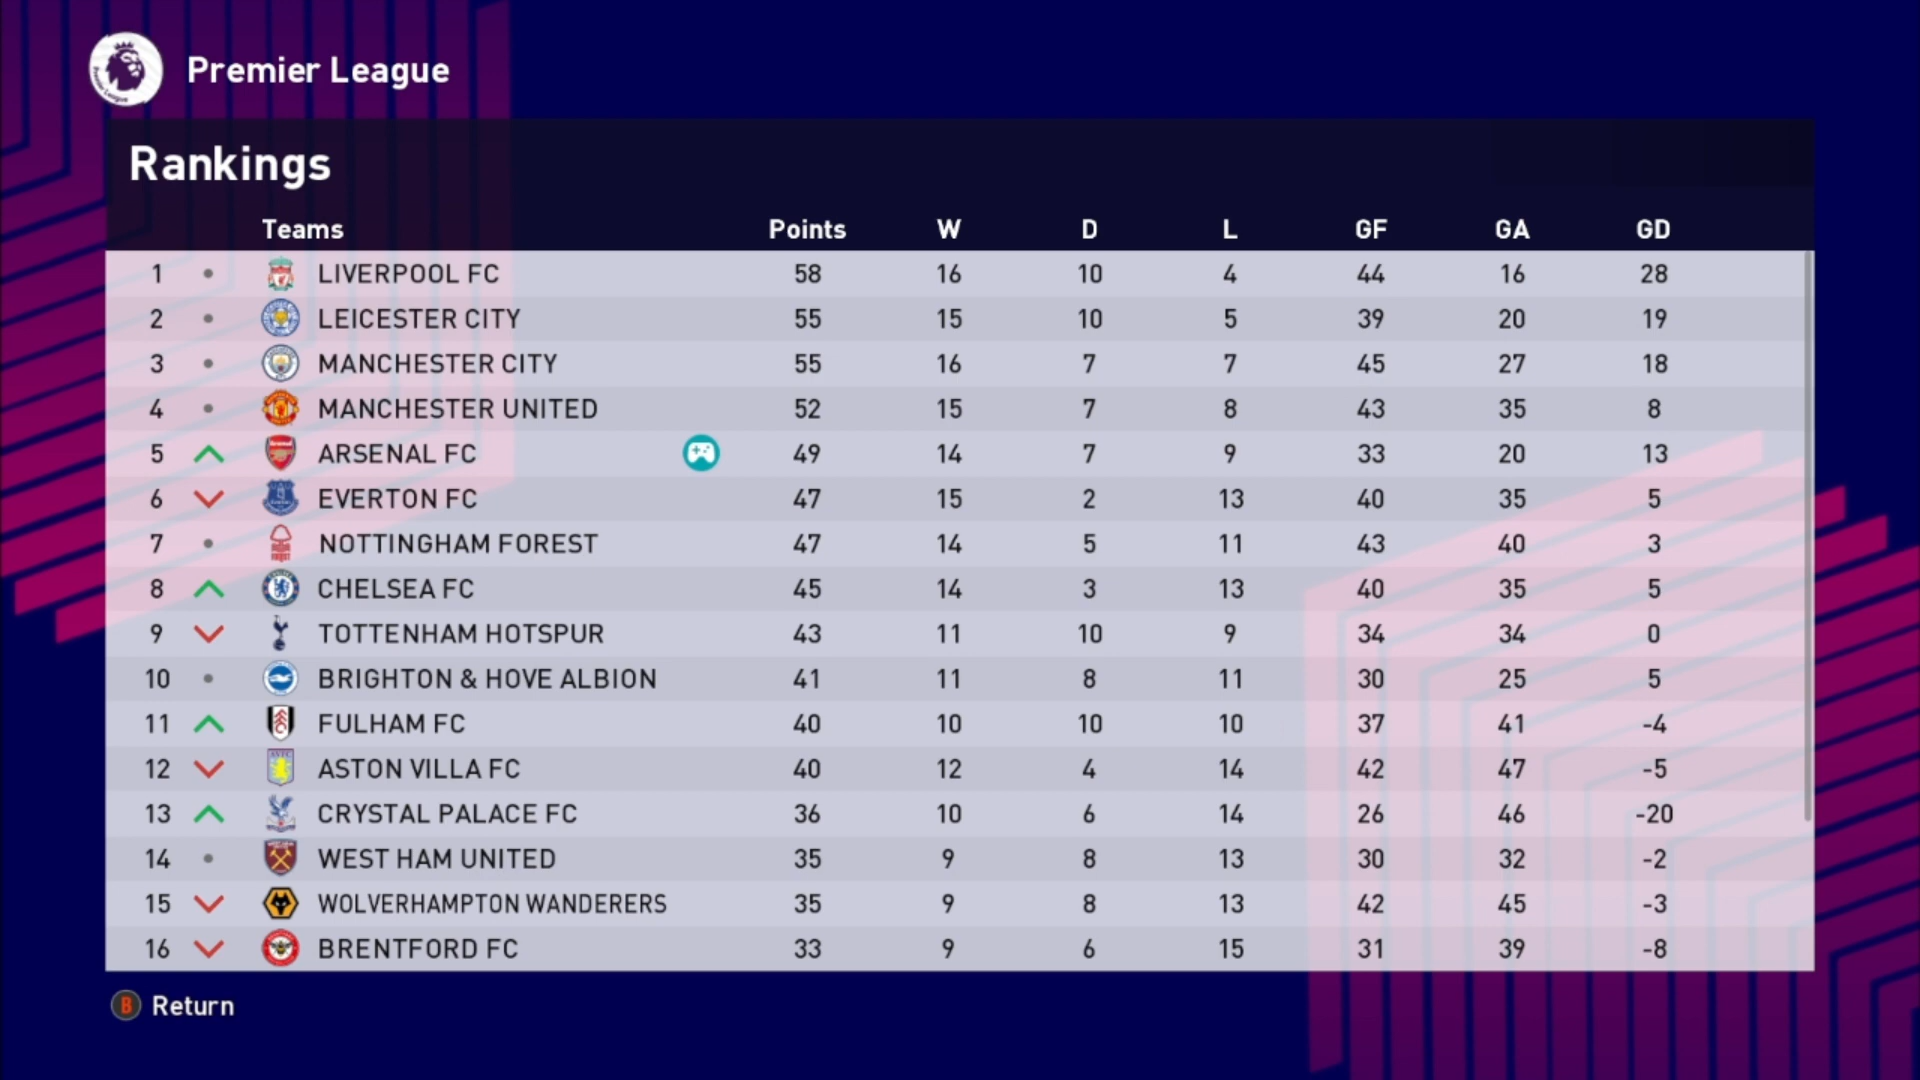 Premier League
Rankings
Teams Points W D L GF GA GD
1 LIVERPOOL FC 58 16 10 4 44 16 28
2 LEICESTER CITY 55 15 10 5 39 20 19
3 MANCHESTER CITY 55 16 7 7 45 27 18
4 MANCHESTER UNITED 52 15 7 8 43 35 8
5 ARSENAL FC 49 14 7 9 33 20 13
6 EVERTON FC 47 15 2 13 40 35 5
7 NOTTINGHAM FOREST 47 14 5 11 43 40 3
8 CHELSEA FC 45 14 3 13 40 35 5
9 TOTTENHAM HOTSPUR 43 11 10 9 34 34 0
10 BRIGHTON & HOVE ALBION 41 11 8 11 30 25 5
11 FULHAM FC 40 10 10 10 37 41 -4
12 ASTON VILLA FC 40 12 4 14 42 47 -5
13 CRYSTAL PALACE FC 36 10 6 14 26 46 -20
14 WEST HAM UNITED 35 9 8 13 30 32 -2
15 WOLVERHAMPTON WANDERERS 35 9 8 13 42 45 -3
16 BRENTFORD FC 33 9 6 15 31 39 -8
B Return